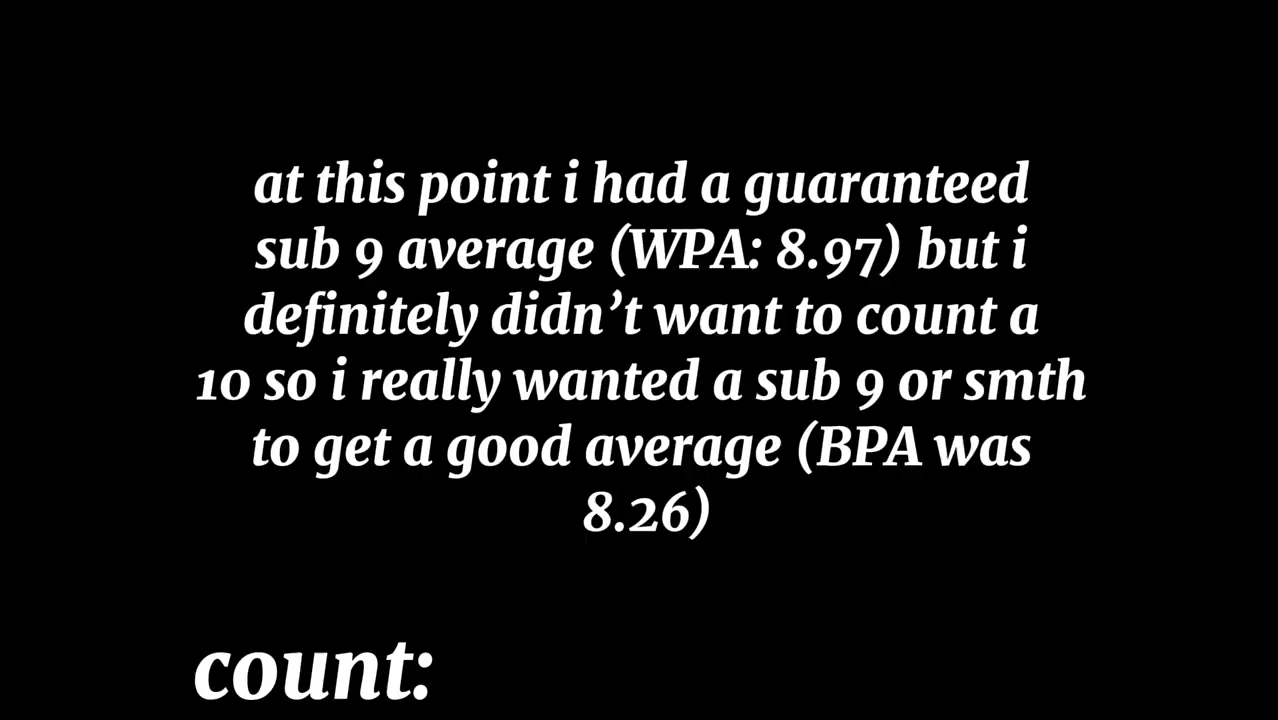 at this point i had a guaranteed
sub 9 average (WPA: 8.97) but i
definitely didn’t want to count a
10 so i really wanted a sub 9 or smth
to get a good average (BPA was
8.26)
count: